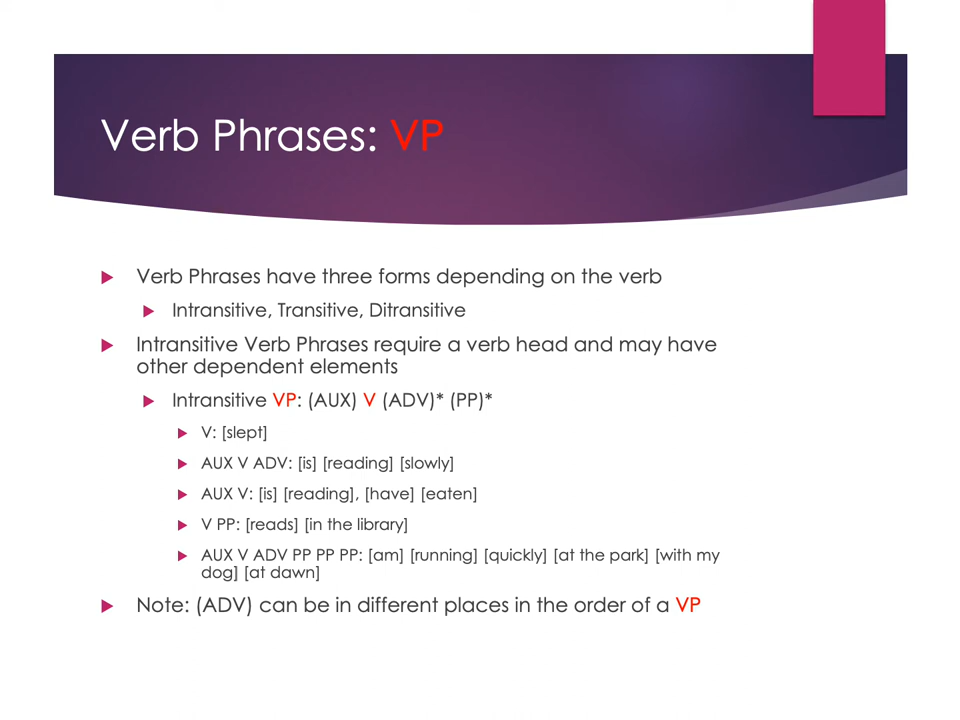 Verb Phrases: VP
Verb Phrases have three forms depending on the verb
Intransitive, Transitive, Ditransitive
Intransitive Verb Phrases require a verb head and may have
other dependent elements
Intransitive VP: (AUX) V (ADV)* (PP)*
V: [slept]
AUX V ADV: [is] [reading] [slowly]
AUX V: [is] [reading], [have] [eaten]
V PP: [reads] [in the library]
AUX V ADV PP PP PP: [am] [running] [quickly] [at the park] [with my
dog] [at dawn]
Note: (ADV) can be in different places in the order of a VP